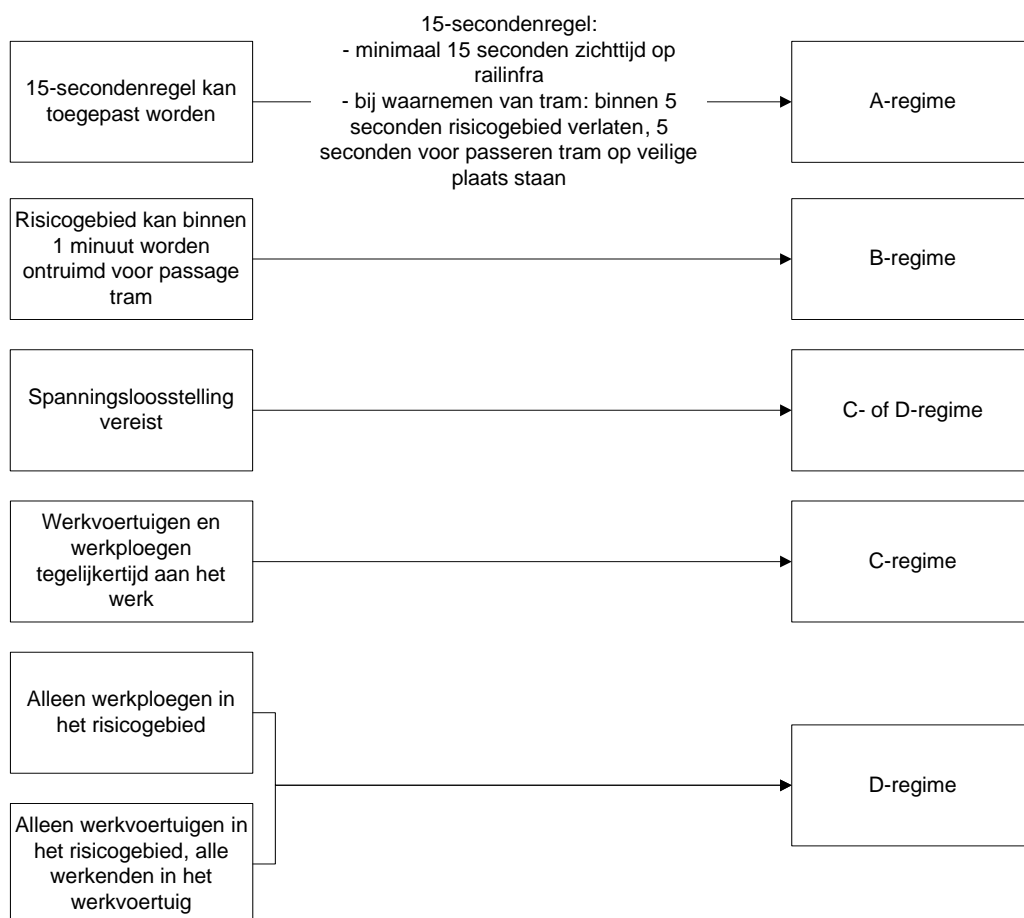 15-secondenregel kan
toegepast worden
15-secondenregel:
- minimaal 15 seconden zichttijd op
railinfra
- bij waarnemen van tram: binnen 5
seconden risicogebied verlaten, 5
seconden voor passeren tram op veilige
plaats staan
A-regime
Risicogebied kan binnen
1 minuut worden
ontruimd voor passage
tram
B-regime
Spanningsloosstelling
vereist
C- of D-regime
Werkvoertuigen en
werkploegen
tegelijkertijd aan het
werk
C-regime
Alleen werkploegen in
het risicogebied
Alleen werkvoertuigen in
het risicogebied, alle
werkenden in het
werkvoertuig
D-regime